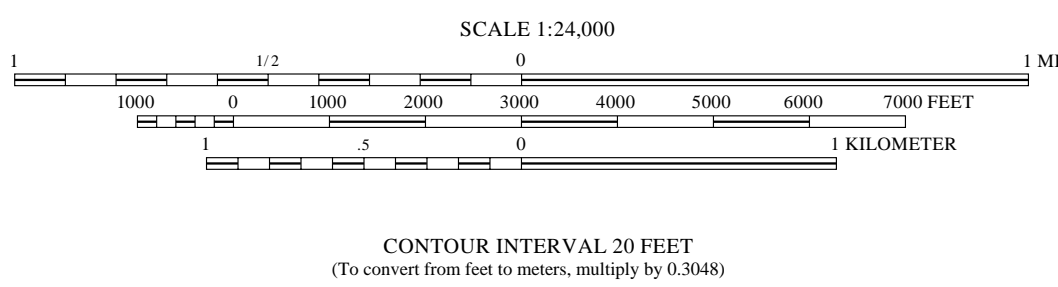 SCALE 1:24,000
1 1/2 0 1 MI
1000 0 1000 2000 3000 4000 5000 6000 7000 FEET
1 .5 0 1 KILOMETER
CONTOUR INTERVAL 20 FEET
(To convert from feet to meters, multiply by 0.3048)